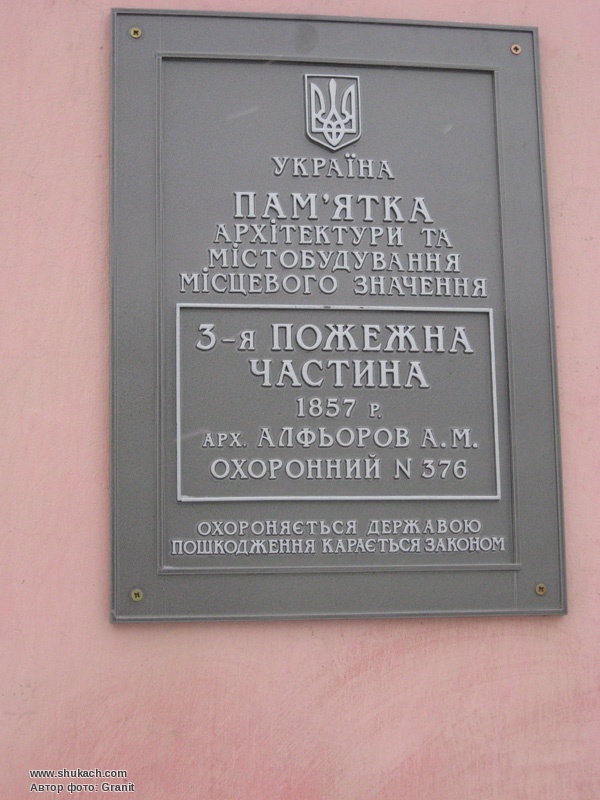 УКРАЇНА
ПАМ'ЯТКА
АРХІТЕКТУРИ ТА
МІСТОБУДУВАННЯ
МІСЦЕВОГО ЗНАЧЕННЯ
3-я ПОЖЕЖНА
ЧАСТИНА
1857 Р.
АРХ. АЛФЬОРОВ А.М.
ОХОРОННИЙ N 376
ОХОРОНЯЄТЬСЯ ДЕРЖАВОЮ
ПОШКОДЖЕННЯ КАРАЄТЬСЯ ЗАКОНОМ
www.shukach.com
Автор фото: Granit